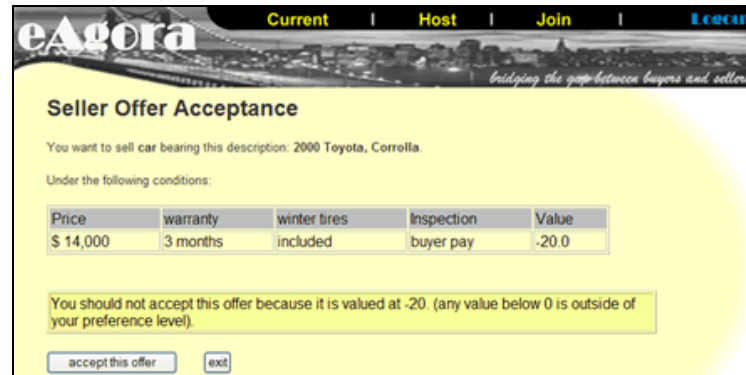 Current | Host | Join | Logout
eAgora
bridging the gap between buyers and sellers
Seller Offer Acceptance
You want to sell car bearing this description: 2000 Toyota, Corrolla.
Under the following conditions:
Price warranty winter tires Inspection Value
$ 14,000 3 months included buyer pay -20.0
You should not accept this offer because it is valued at -20. (any value below 0 is outside of
your preference level).
accept this offer exit